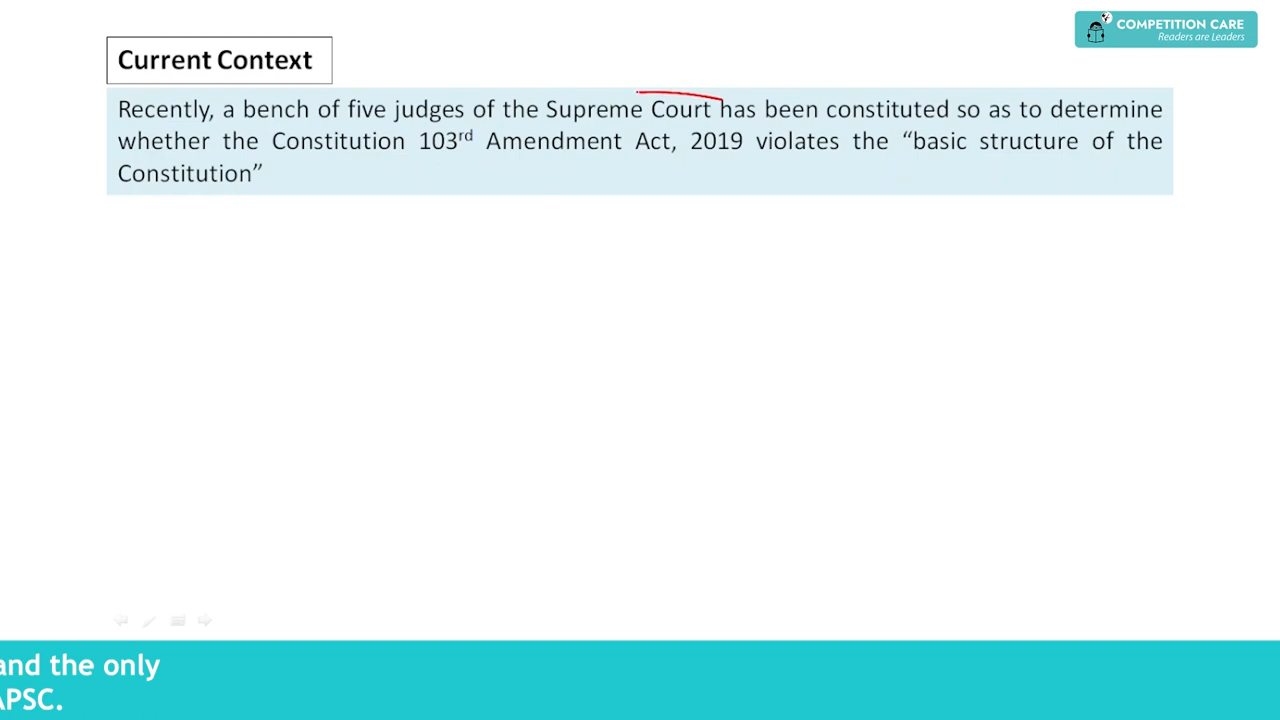 COMPETITION CARE
Readers are Leaders
Current Context
Recently, a bench of five judges of the Supreme Court has been constituted so as to determine
whether the Constitution 103rd Amendment Act, 2019 violates the “basic structure of the
Constitution”
and the only
APSC.